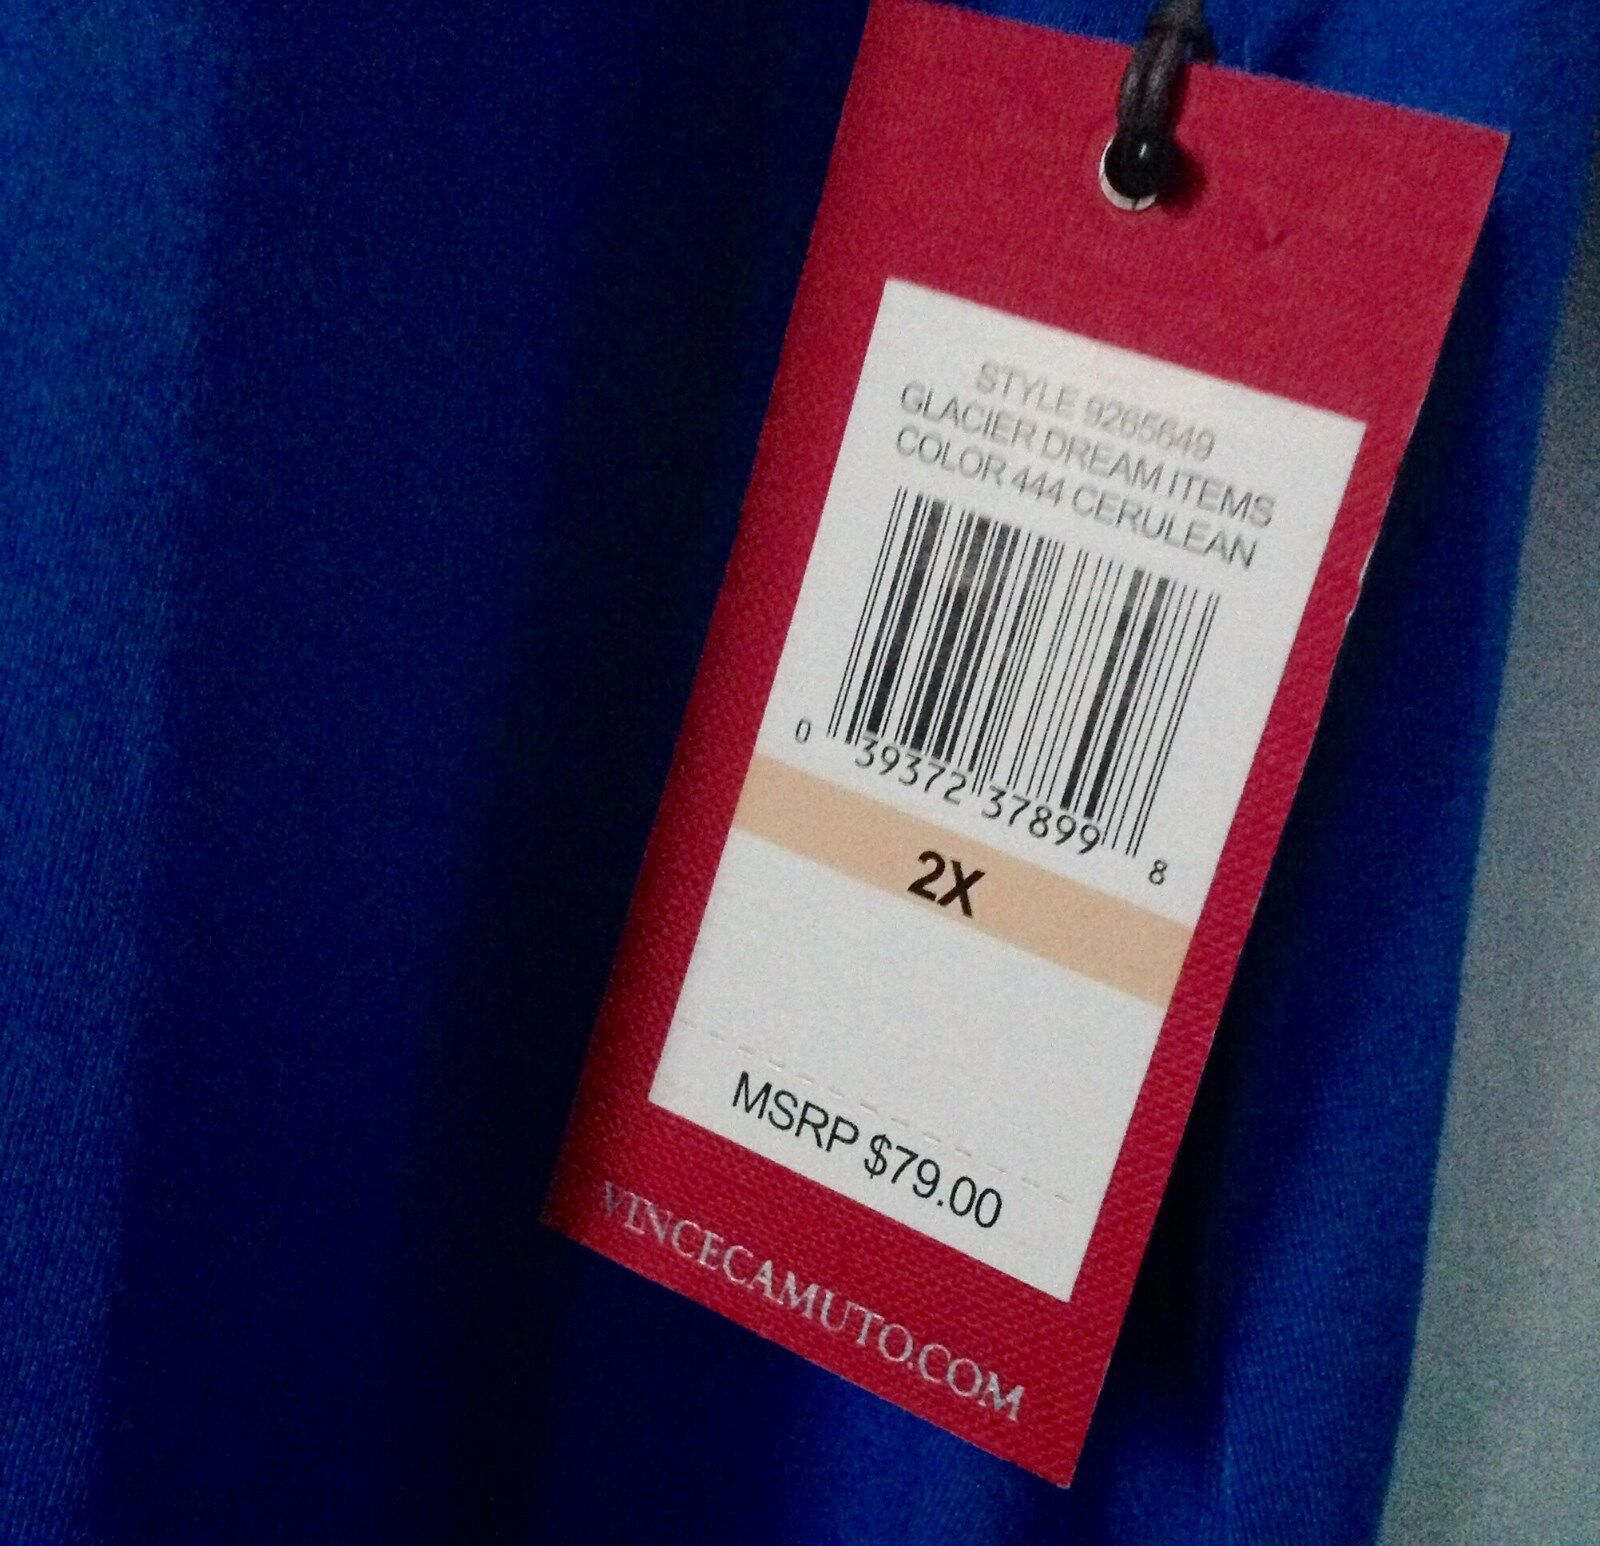 STYLE 9265649
GLACIER DREAM ITEMS
COLOR 444 CERULEAN
0 39372 37899 8
2X
MSRP $79.00
VINCECAMUTO.COM